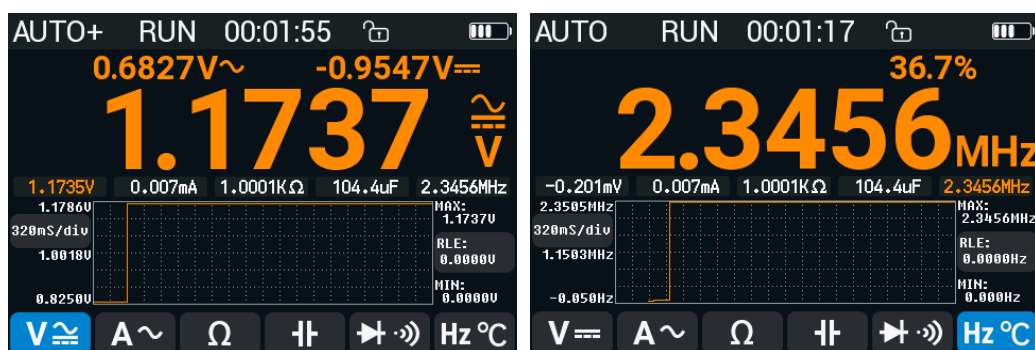 AUTO+ RUN 00:01:55
0.6827V~ -0.9547V⎓
1.1737 V
1.1735V 0.007mA 1.0001KΩ 104.4uF 2.3456MHz
1.1786V
320mS/div
1.0018V
0.8250V
MAX:
1.1737V
RLE:
0.0000V
MIN:
0.0000V
V A~ Ω Hz °C
AUTO RUN 00:01:17
36.7%
2.3456MHz
-0.201mV 0.007mA 1.0001KΩ 104.4uF 2.3456MHz
2.3505MHz
320mS/div
1.1503MHz
-0.050Hz
MAX:
2.3456MHz
RLE:
0.0000Hz
MIN:
0.000Hz
V⎓ A~ Ω Hz °C